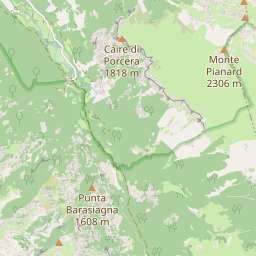 Caire di
Porcera
1818 m
Monte
Pianard
2306 m
Punta
Barasiagna
1608 m